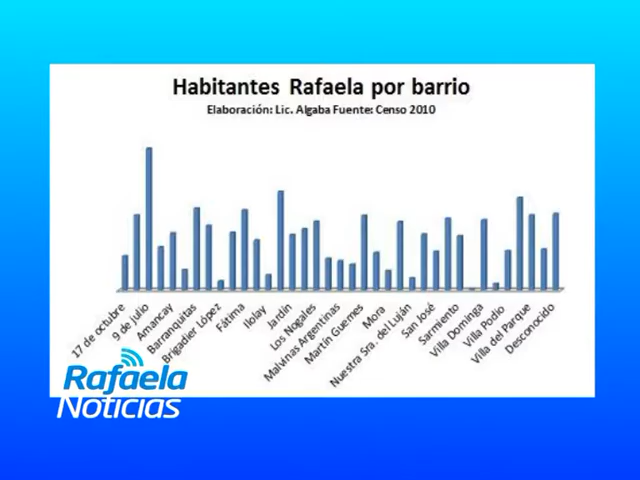 Habitantes Rafaela por barrio
Elaboración: Lic. Algaba Fuente: Censo 2010
17 de octubre
9 de julio
Amancay
Barranquitas
Brigadier López
Fátima
Ilolay
Jardín
Los Nogales
Malvinas Argentinas
Martín Guemes
Mora
Nuestra Sra. del Luján
San José
Sarmiento
Villa Dominga
Villa Podio
Villa del Parque
Desconocido
Rafaela
Noticias